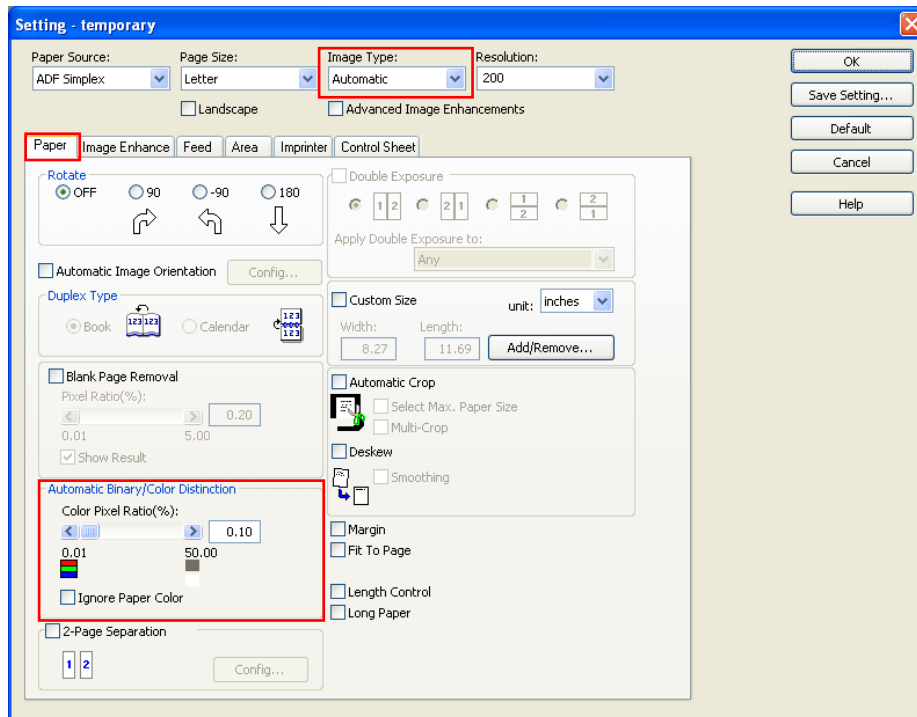 Setting - temporary
Paper Source: Page Size: Image Type: Resolution:
ADF Simplex Letter Automatic 200
Landscape Advanced Image Enhancements
OK
Save Setting...
Default
Cancel
Help
Paper Image Enhance Feed Area Imprinter Control Sheet
Rotate
OFF 90 -90 180
Automatic Image Orientation Config...
Duplex Type
Book 123 123 Calendar 123 123
Blank Page Removal
Pixel Ratio(%):
0.20
0.01 5.00
Show Result
Automatic Binary/Color Distinction
Color Pixel Ratio(%):
0.10
0.01 50.00
Ignore Paper Color
2-Page Separation
1 2 Config...
Double Exposure
1 2 2 1 1 2 2 1
Apply Double Exposure to:
Any
Custom Size unit: inches
Width: Length:
8.27 11.69 Add/Remove...
Automatic Crop
Select Max. Paper Size
Multi-Crop
Deskew
Smoothing
Margin
Fit To Page
Length Control
Long Paper